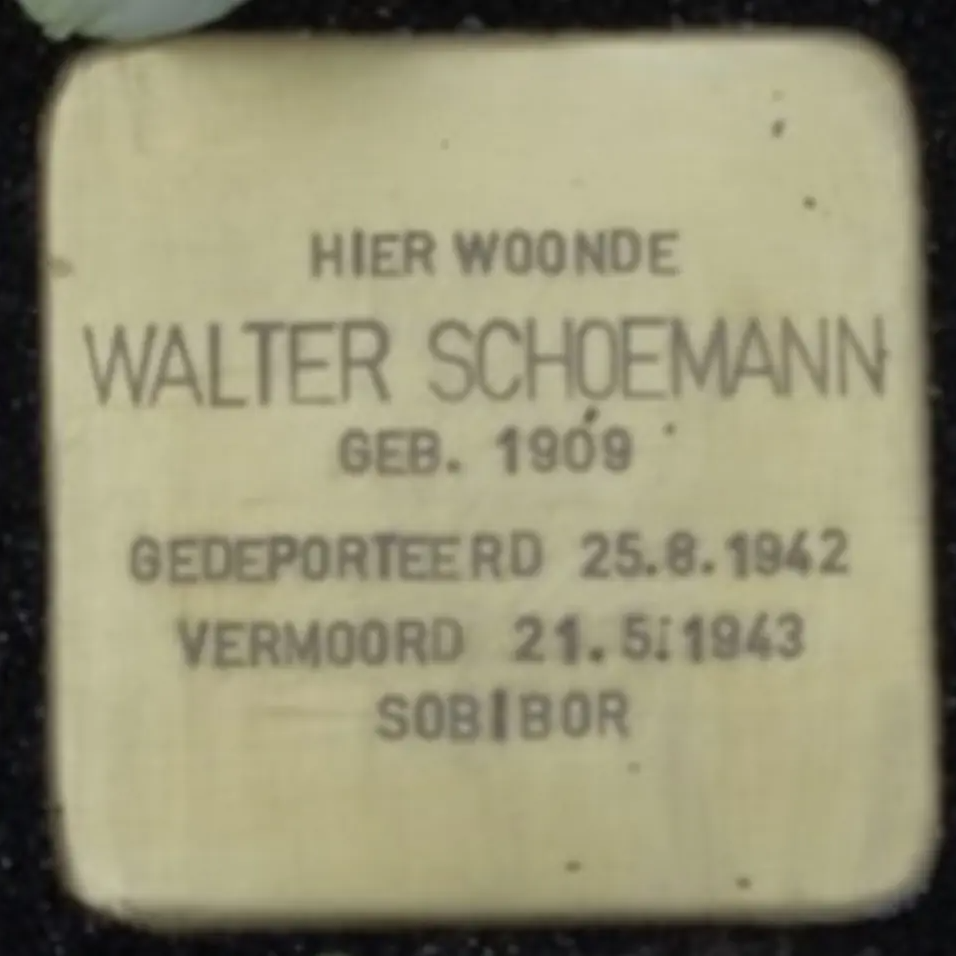 HIER WOONDE
WALTER SCHOEMANN
GEB. 1909
GEDEPORTEERD 25.8.1942
VERMOORD 21.5.1943
SOBIBOR